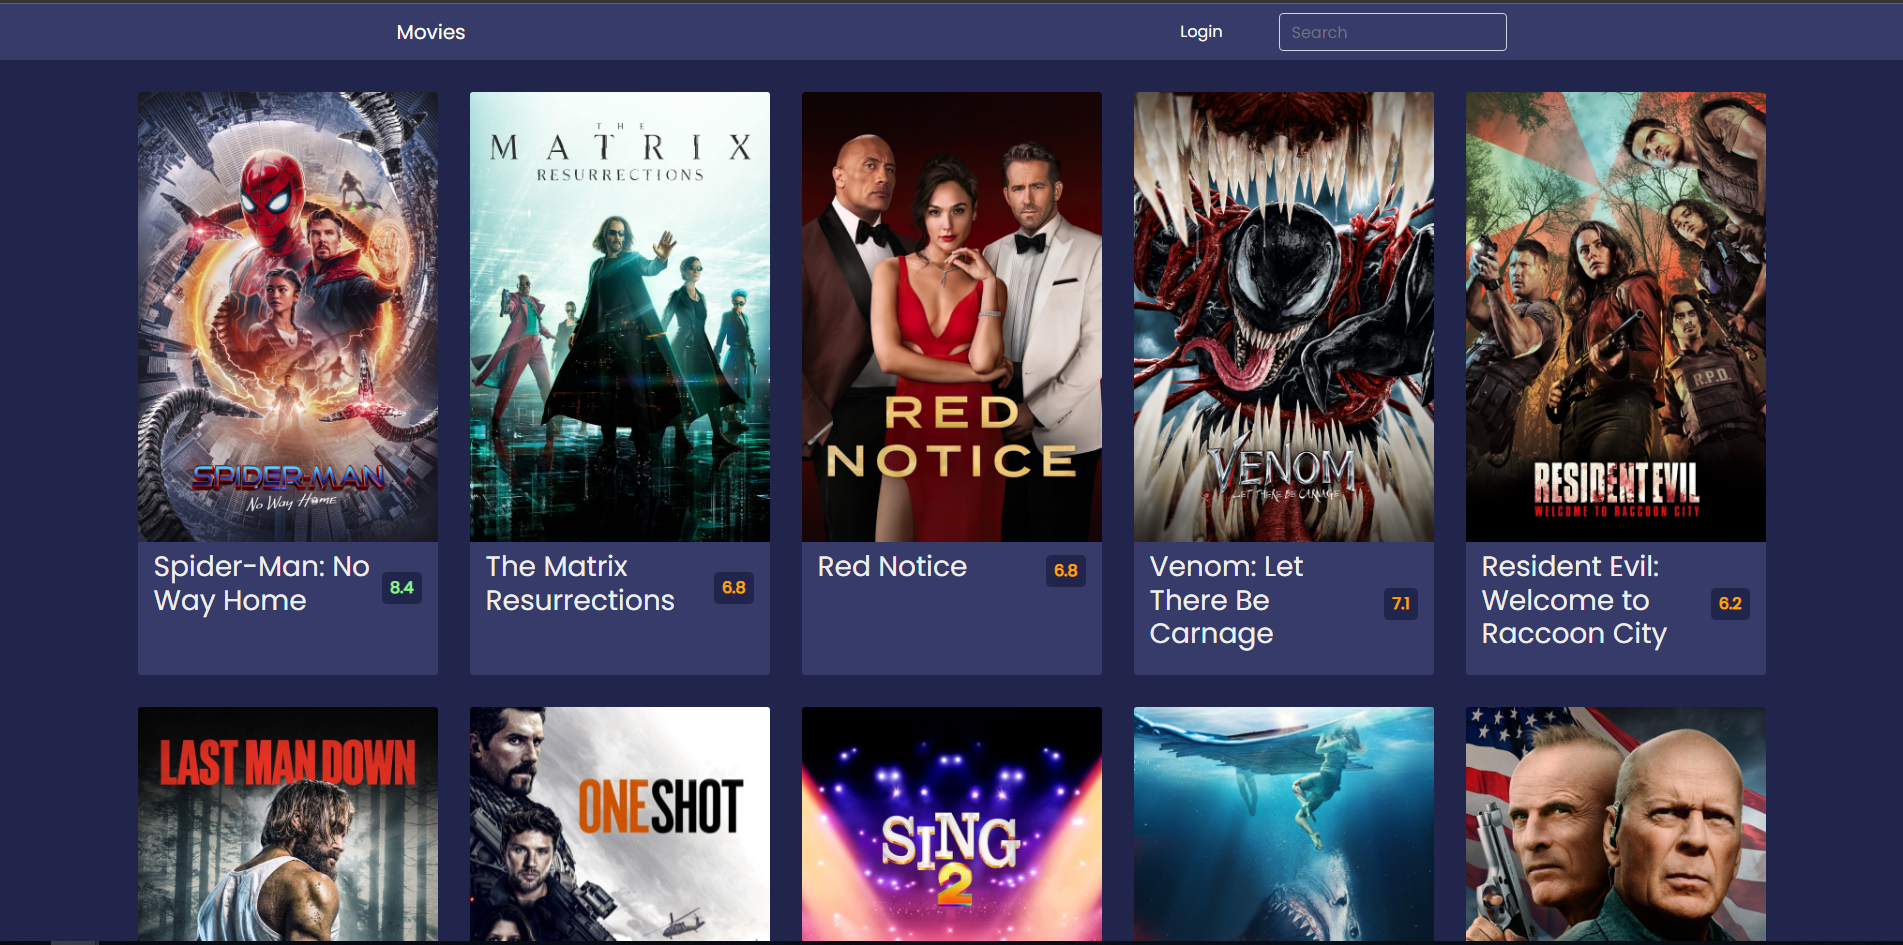 Movies
Login
Search
SPIDER-MAN
No Way Home
THE
MATRIX
RESURRECTIONS
RED
NOTICE
VENOM
LET THERE BE CARNAGE
R.P.D.
RESIDENT EVIL
WELCOME TO RACCOON CITY
Spider-Man: No
Way Home
8.4
The Matrix
Resurrections
6.8
Red Notice
6.8
Venom: Let
There Be
Carnage
7.1
Resident Evil:
Welcome to
Raccoon City
6.2
LAST MAN DOWN
ONE SHOT
SING
2